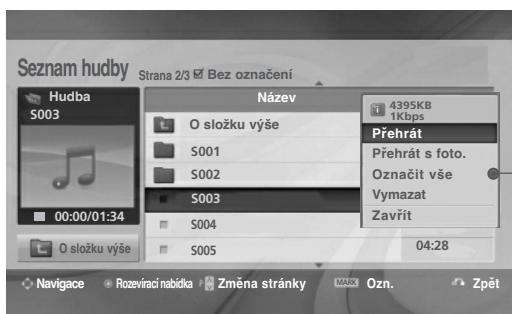 Seznam hudby Strana 2/3 ☑ Bez označení
Hudba
S003
00:00/01:34
O složku výše
Název
O složku výše
S001
S002
S003
S004
S005 04:28
4395KB
1Kbps
Přehrát
Přehrát s foto.
Označit vše
Vymazat
Zavřít
Navigace Rozevírací nabídka P Změna stránky MARK Ozn. Zpět